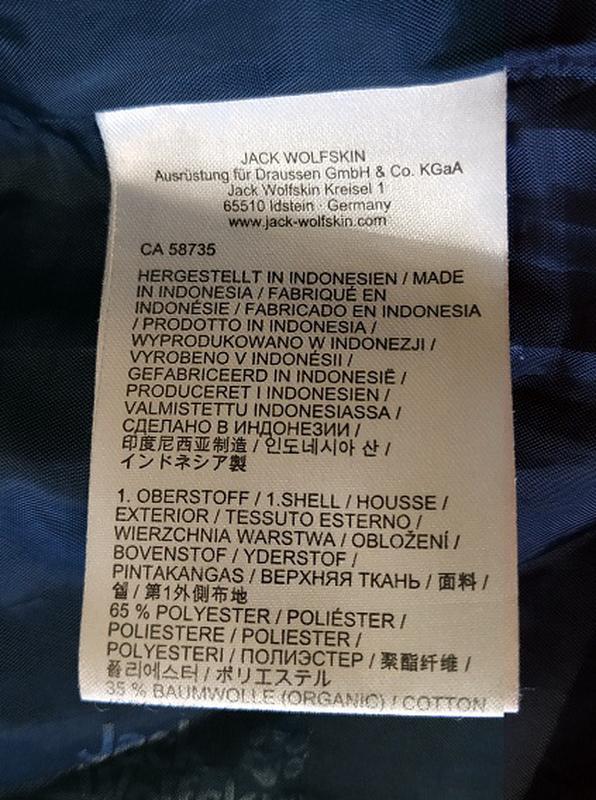 JACK WOLFSKIN
Ausrüstung für Draussen GmbH & Co. KGaA
Jack Wolfskin Kreisel 1
65510 Idstein · Germany
www.jack-wolfskin.com
CA 58735
HERGESTELLT IN INDONESIEN / MADE
IN INDONESIA / FABRIQUÉ EN
INDONÉSIE / FABRICADO EN INDONESIA
/ PRODOTTO IN INDONESIA /
WYPRODUKOWANO W INDONEZJI /
VYROBENO V INDONÉSII /
GEFABRICEERD IN INDONESIË /
PRODUCERET I INDONESIEN /
VALMISTETTU INDONESIASSA /
СДЕЛАНО В ИНДОНЕЗИИ /
印度尼西亚制造 / 인도네시아 산 /
インドネシア製
1. OBERSTOFF / 1.SHELL / HOUSSE /
EXTERIOR / TESSUTO ESTERNO /
WIERZCHNIA WARSTWA / OBLOŽENÍ /
BOVENSTOF / YDERSTOF /
PINTAKANGAS / ВЕРХНЯЯ ТКАНЬ / 面料 /
쉘 / 第1外側布地
65 % POLYESTER / POLIÉSTER /
POLIESTERE / POLIESTER /
POLYESTERI / ПОЛИЭСТЕР / 聚酯纤维 /
폴리에스터 / ポリエステル
35 % BAUMWOLLE (ORGANIC) / COTTON
Jack